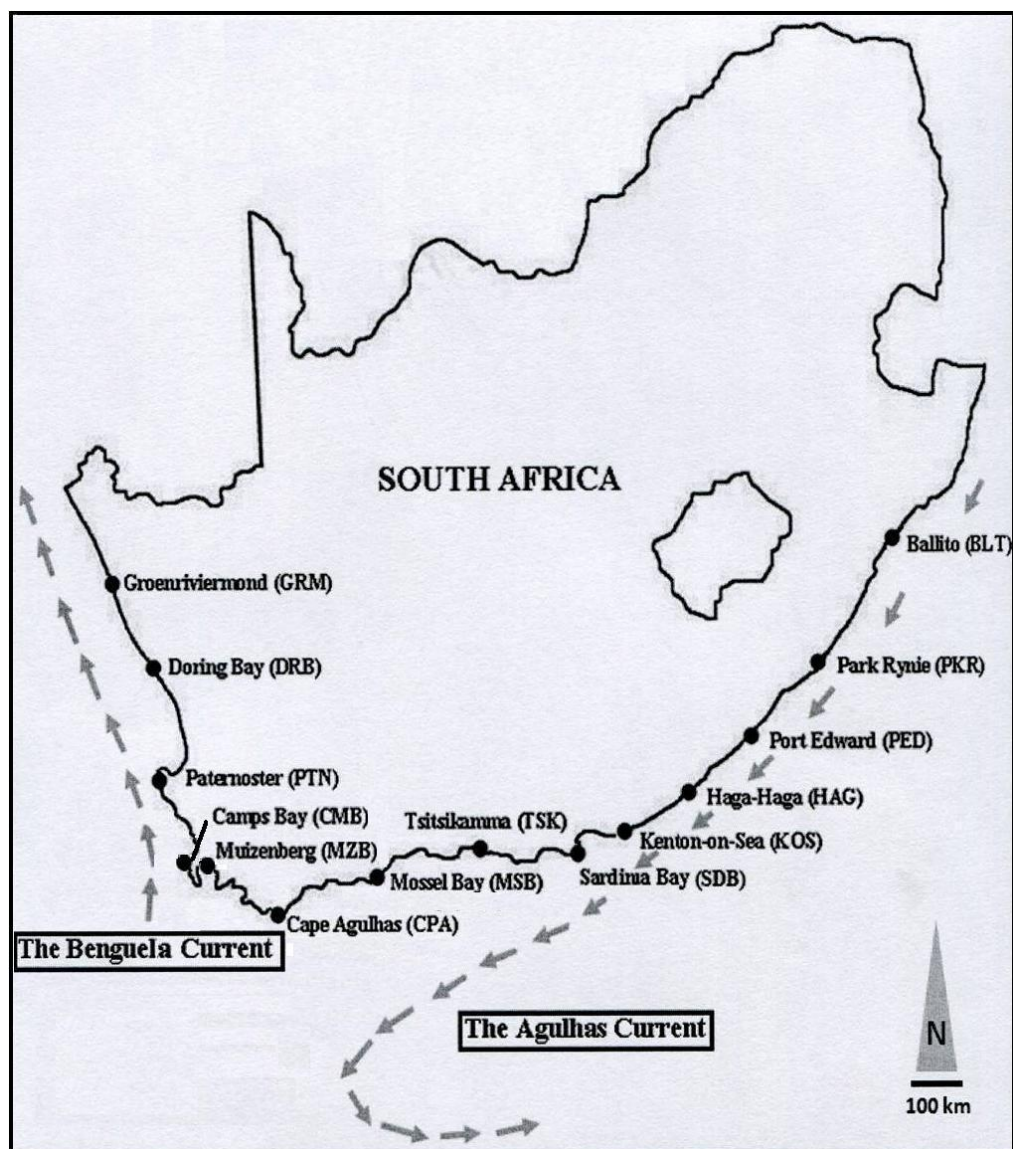 SOUTH AFRICA
Ballito (BLT)
Groenriviermond (GRM)
Park Rynie (PKR)
Doring Bay (DRB)
Port Edward (PED)
Paternoster (PTN)
Haga-Haga (HAG)
Camps Bay (CMB)
Tsitsikamma (TSK)
Kenton-on-Sea (KOS)
Muizenberg (MZB)
Mossel Bay (MSB)
Sardinia Bay (SDB)
Cape Agulhas (CPA)
The Benguela Current
The Agulhas Current
N
100 km